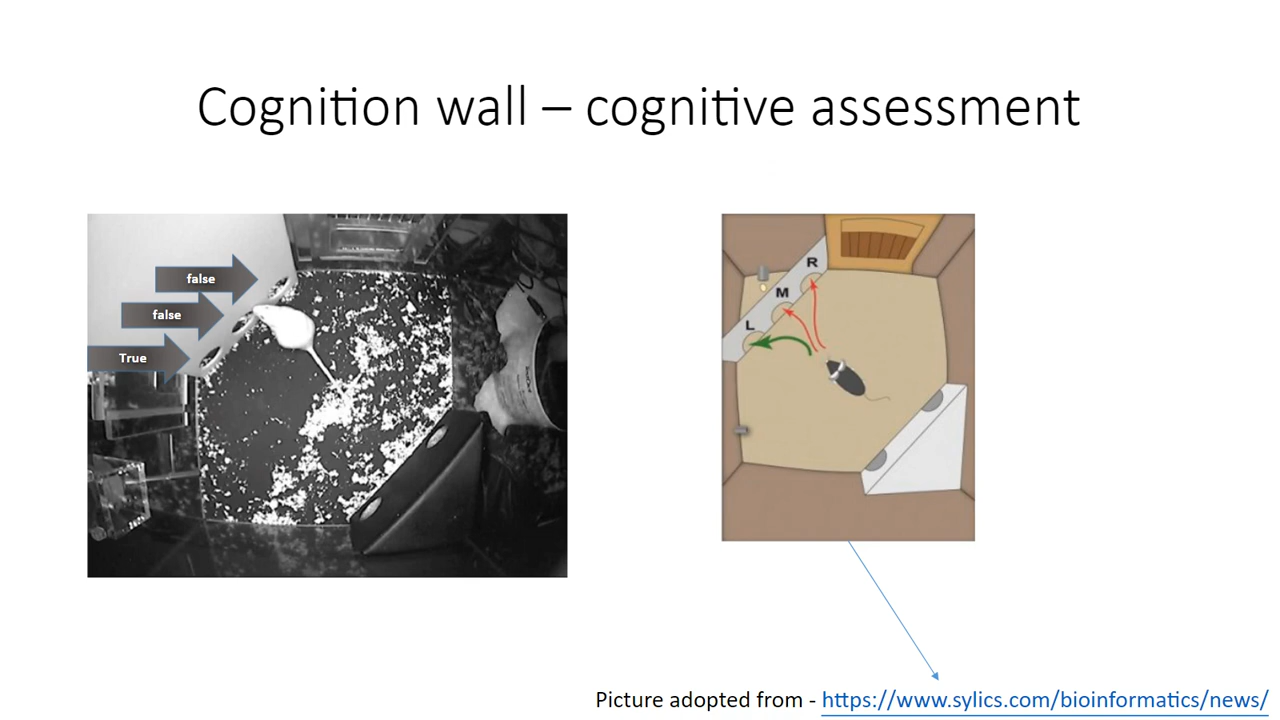 Cognition wall – cognitive assessment
false
false
True
R
M
L
Picture adopted from - https://www.sylics.com/bioinformatics/news/